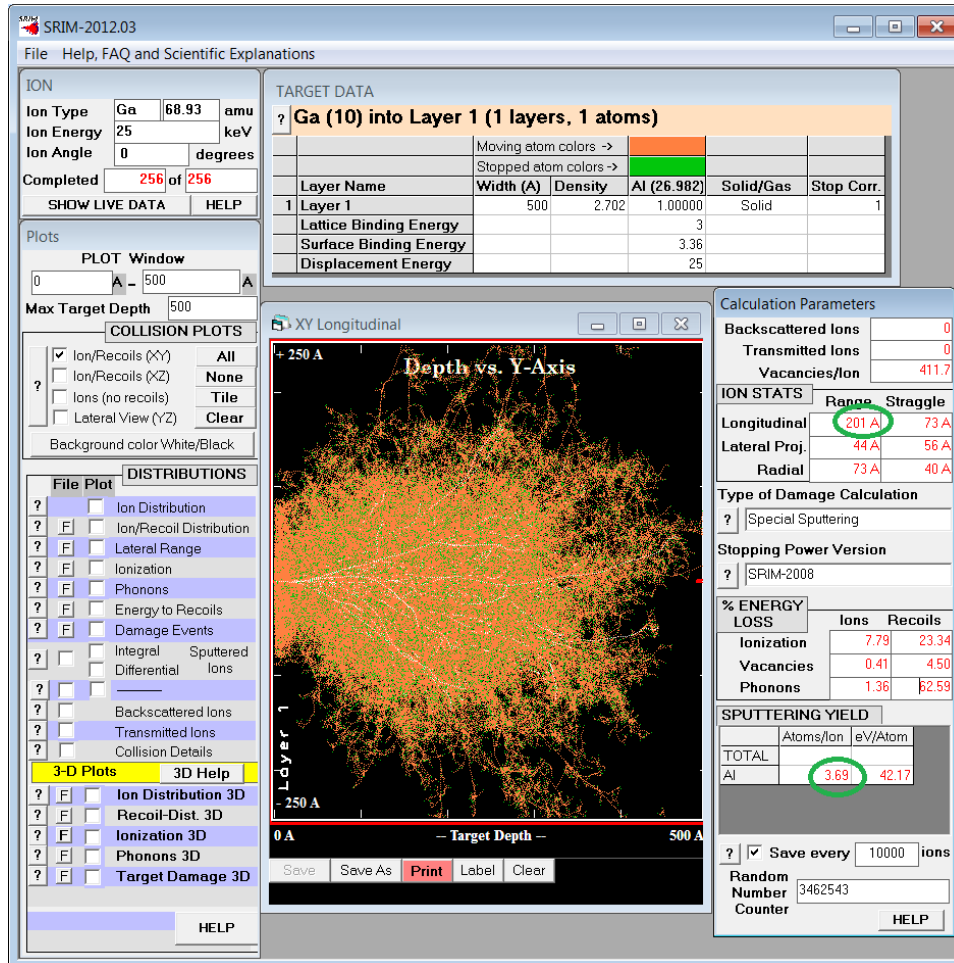 SRIM-2012.03
File Help, FAQ and Scientific Explanations
ION
Ion Type Ga 68.93 amu
Ion Energy 25 keV
Ion Angle 0 degrees
Completed 256 of 256
SHOW LIVE DATA HELP
Plots
PLOT Window
0 A - 500 A
Max Target Depth 500
COLLISION PLOTS
Ion/Recoils (XY) All
? Ion/Recoils (XZ) None
Ions (no recoils) Tile
Lateral View (YZ) Clear
Background color White/Black
DISTRIBUTIONS
File Plot
? Ion Distribution
? F Ion/Recoil Distribution
? F Lateral Range
? F Ionization
? F Phonons
? F Energy to Recoils
? F Damage Events
? Integral Sputtered
Differential Ions
? ———
? Backscattered Ions
? Transmitted Ions
? Collision Details
3-D Plots 3D Help
? F Ion Distribution 3D
? F Recoil-Dist. 3D
? F Ionization 3D
? F Phonons 3D
? F Target Damage 3D
HELP
TARGET DATA
? Ga (10) into Layer 1 (1 layers, 1 atoms)
Moving atom colors ->
Stopped atom colors ->
Layer Name Width (A) Density Al (26.982) Solid/Gas Stop Corr.
1 Layer 1 500 2.702 1.00000 Solid 1
Lattice Binding Energy 3
Surface Binding Energy 3.36
Displacement Energy 25
XY Longitudinal
+ 250 A
Depth vs. Y-Axis
Layer 1
- 250 A
0 A -- Target Depth -- 500 A
Save Save As Print Label Clear
Calculation Parameters
Backscattered Ions 0
Transmitted Ions 0
Vacancies/Ion 411.7
ION STATS Range Straggle
Longitudinal 201 A 73 A
Lateral Proj. 44 A 56 A
Radial 73 A 40 A
Type of Damage Calculation
? Special Sputtering
Stopping Power Version
? SRIM-2008
% ENERGY LOSS Ions Recoils
Ionization 7.79 23.34
Vacancies 0.41 4.50
Phonons 1.36 62.59
SPUTTERING YIELD
Atoms/Ion eV/Atom
TOTAL
Al 3.69 42.17
? Save every 10000 ions
Random
Number 3462543
Counter
HELP